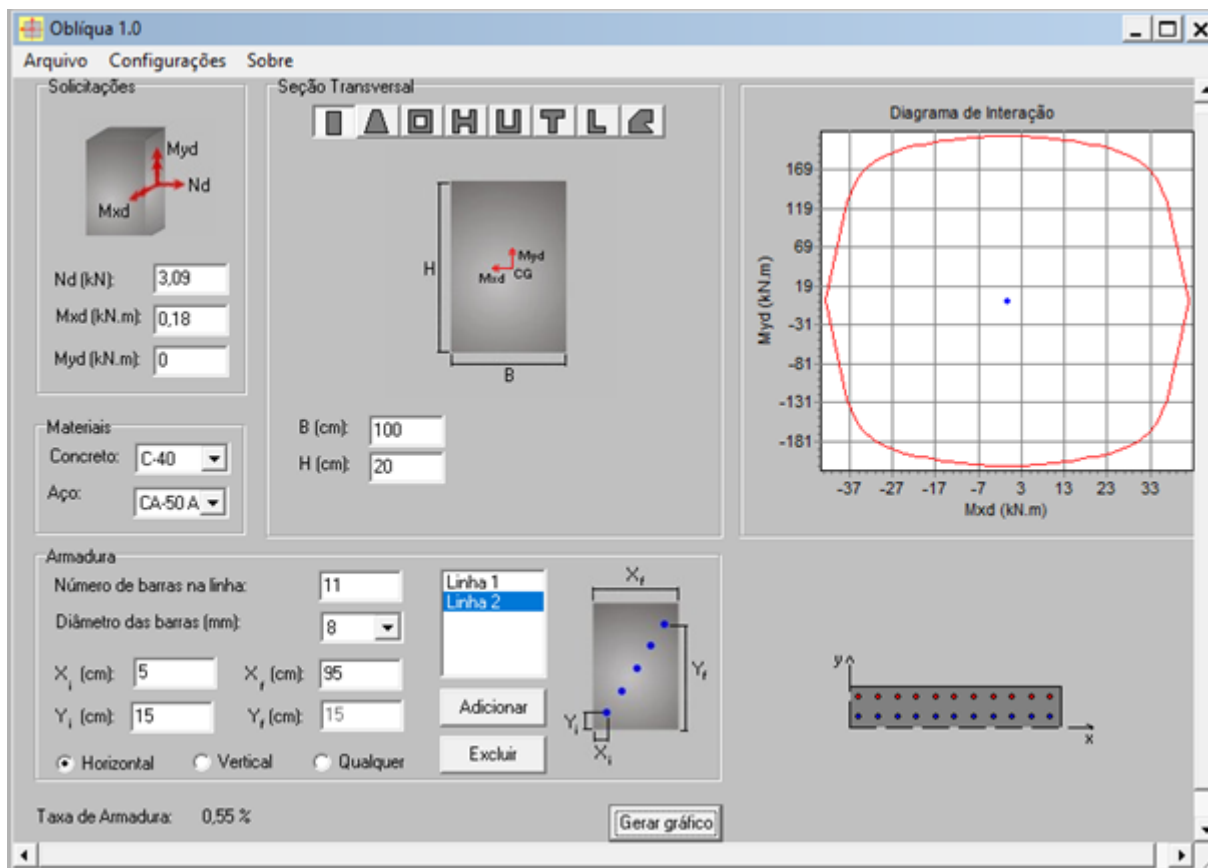 Oblíqua 1.0
Arquivo Configurações Sobre
Solicitações
Myd
Nd
Mxd
Nd (kN): 3,09
Mxd (kN.m): 0,18
Myd (kN.m): 0
Materiais
Concreto: C-40
Aço: CA-50 A
Seção Transversal
H
Myd
Mxd CG
B
B (cm): 100
H (cm): 20
Diagrama de Interação
Myd (kN.m)
169
119
69
19
-31
-81
-131
-181
-37 -27 -17 -7 3 13 23 33
Mxd (kN.m)
Armadura
Número de barras na linha: 11
Diâmetro das barras (mm): 8
Xi (cm): 5 Xf (cm): 95
Yi (cm): 15 Yf (cm): 15
Horizontal Vertical Qualquer
Linha 1
Linha 2
Adicionar
Excluir
Xf
Yf
Yi
Xi
y
x
Taxa de Armadura: 0,55 %
Gerar gráfico